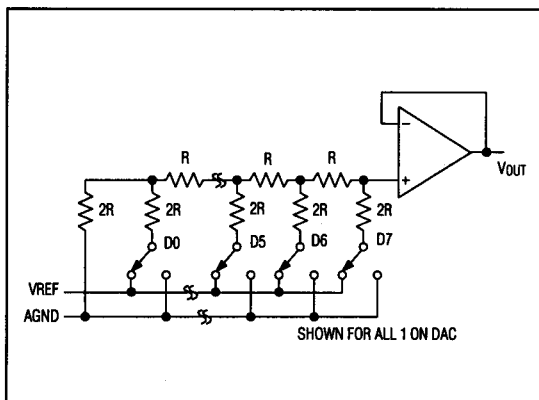 R R R
VOUT
2R 2R 2R 2R 2R
D0 D5 D6 D7
VREF
AGND
SHOWN FOR ALL 1 ON DAC
- +